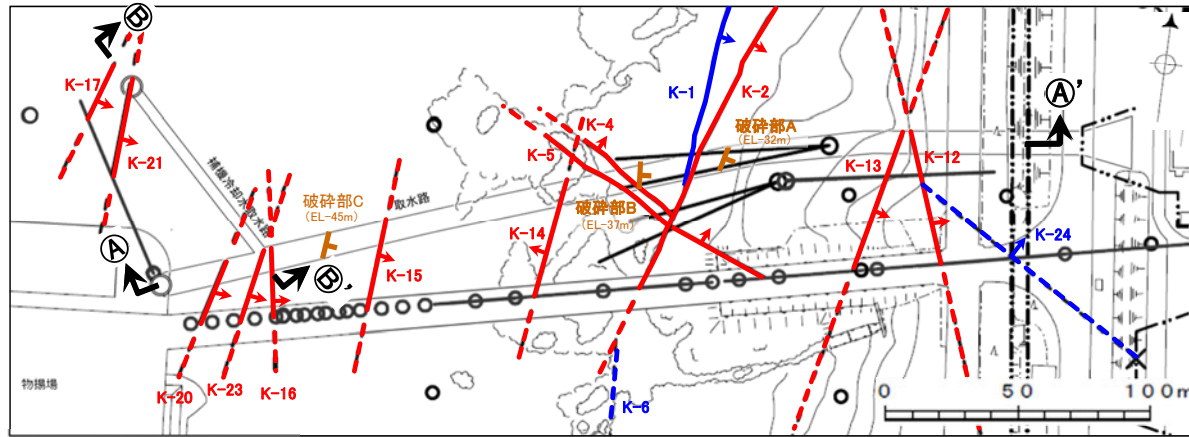 Ⓑ
K-17
K-21
補機冷却水取水路
破砕部C
(EL-45m)
取水路
Ⓐ
Ⓑ'
K-15
K-20
K-23
K-16
物揚場
K-4
K-5
K-14
破砕部B
(EL-37m)
K-1
K-2
破砕部A
(EL-32m)
K-6
K-13
K-12
Ⓐ'
K-24
0 50 100m